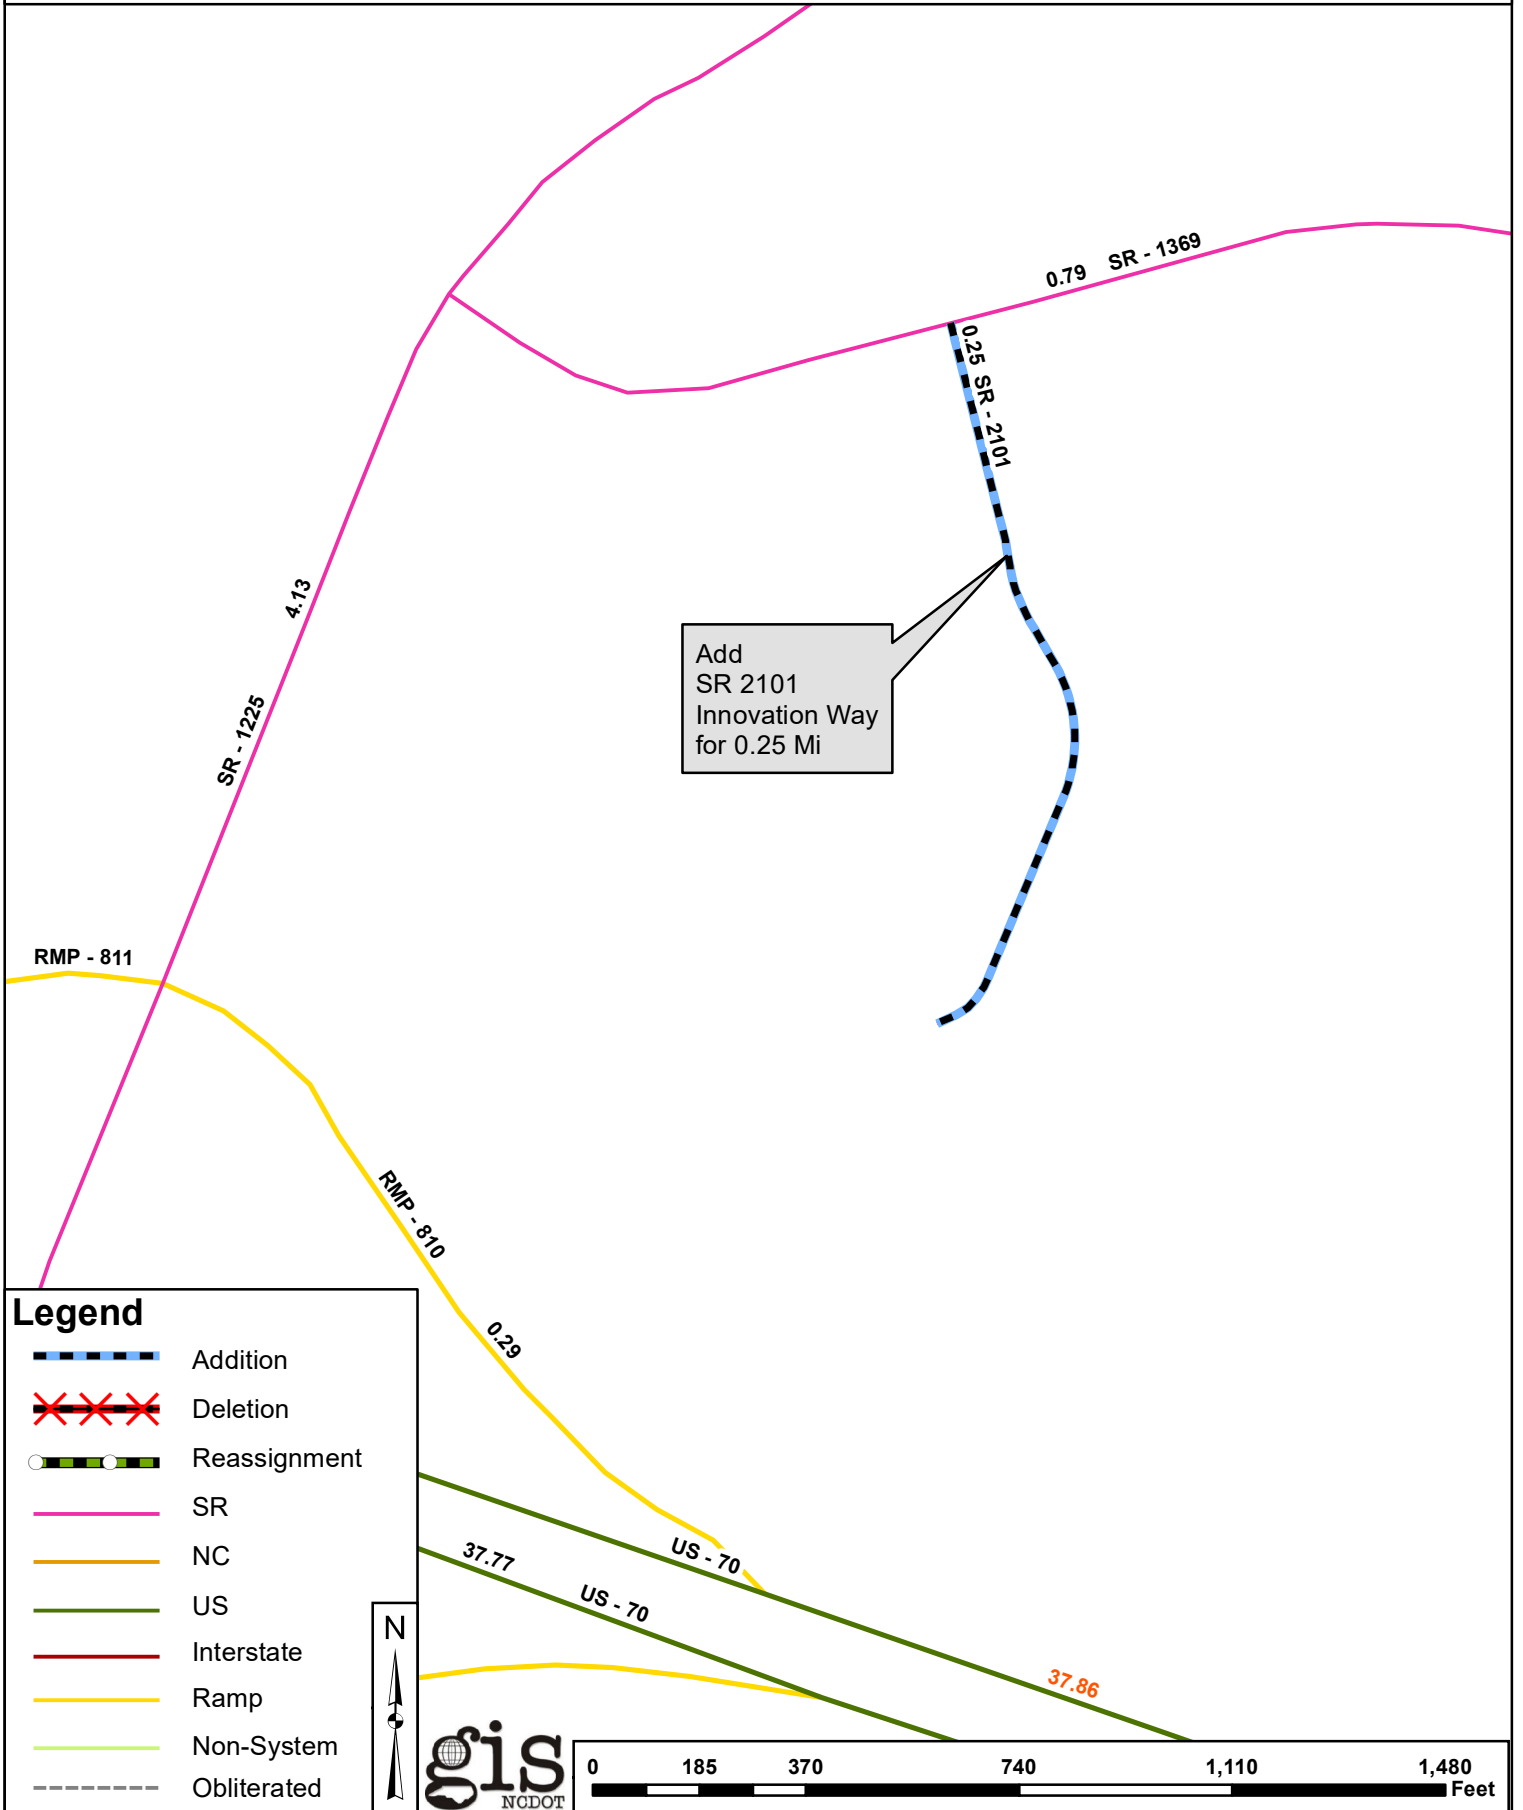 0.79 SR - 1369
0.25 SR - 2101
4.13
SR - 1225
Add
SR 2101
Innovation Way
for 0.25 Mi
RMP - 811
RMP - 810
0.29
US - 70
37.77
US - 70
37.86
Legend
Addition
Deletion
Reassignment
SR
NC
US
Interstate
Ramp
Non-System
Obliterated
N
gis
NCDOT
0 185 370 740 1,110 1,480
Feet